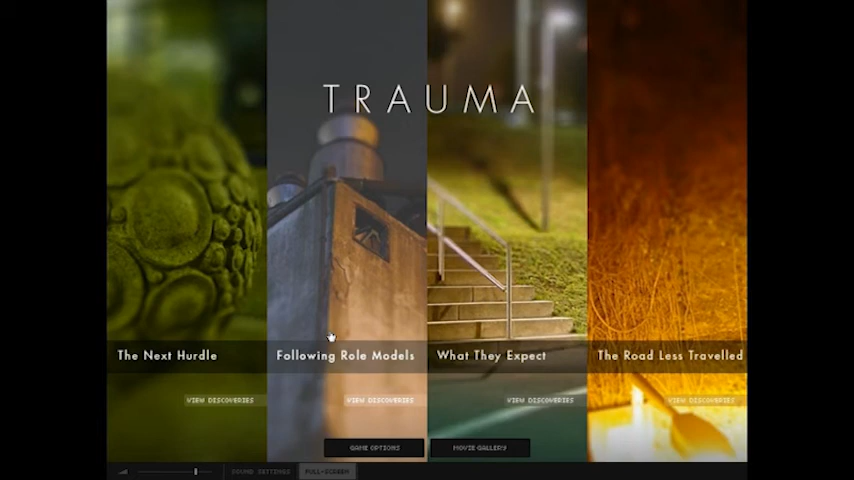 TRAUMA
The Next Hurdle
Following Role Models
What They Expect
The Road Less Travelled
VIEW DISCOVERIES
VIEW DISCOVERIES
VIEW DISCOVERIES
VIEW DISCOVERIES
GAME OPTIONS
MOVIE GALLERY
SOUND SETTINGS
FULL-SCREEN